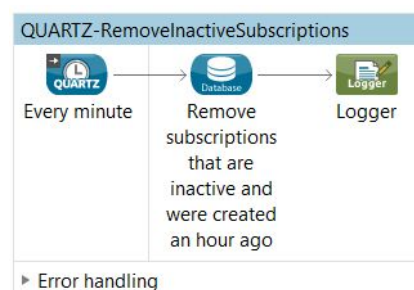 QUARTZ-RemoveInactiveSubscriptions
QUARTZ
Database
Logger
Every minute
Remove
subscriptions
that are
inactive and
were created
an hour ago
Logger
Error handling